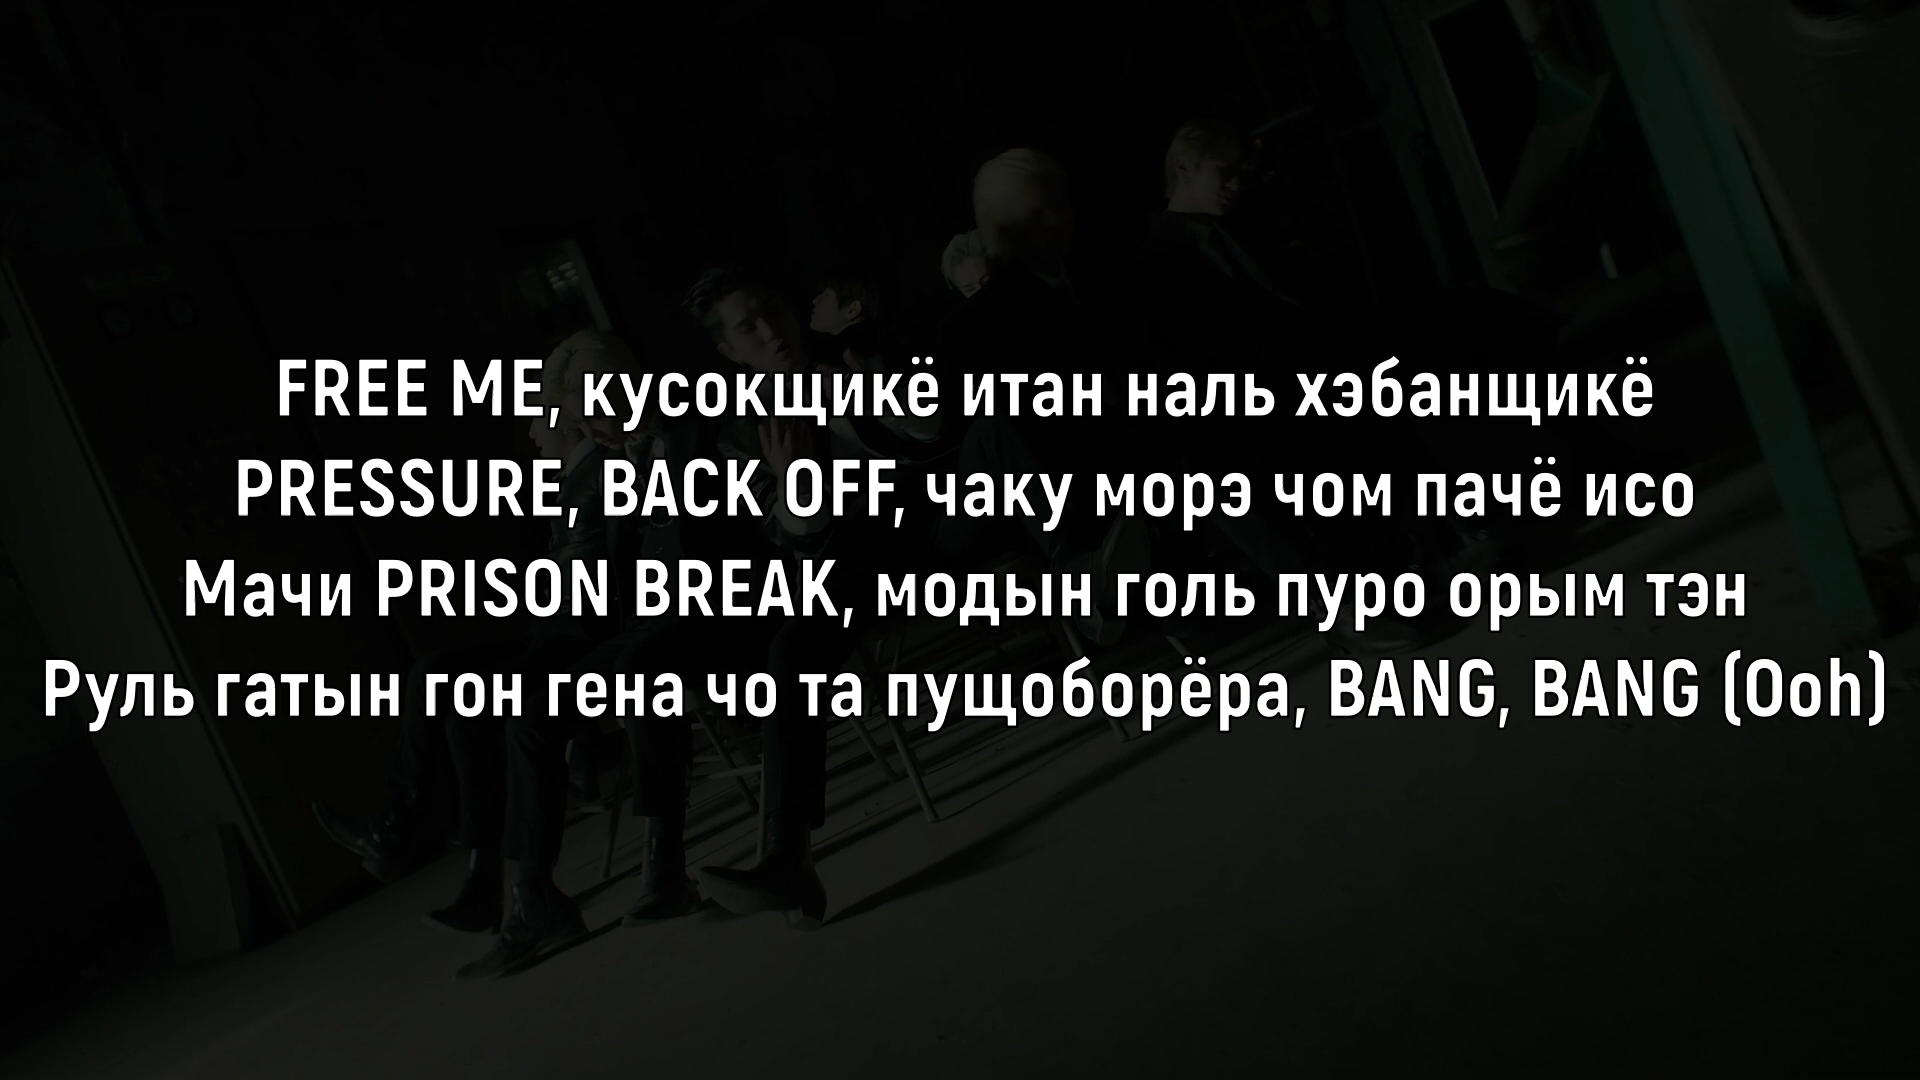 FREE ME, кусокщикё итан наль хэбанщикё
PRESSURE, BACK OFF, чаку морэ чом пачё исо
Мачи PRISON BREAK, модын голь пуро орым тэн
Руль гатын гон гена чо та пущоборёра, BANG, BANG (Ooh)